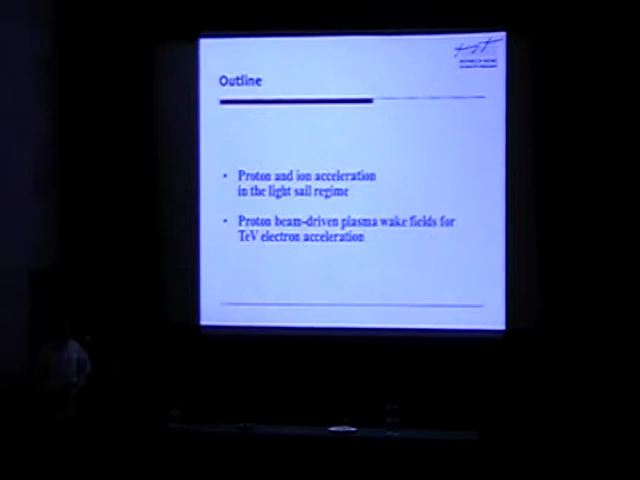 Outline
• Proton and ion acceleration
in the light sail regime
• Proton beam-driven plasma wake fields for
TeV electron acceleration